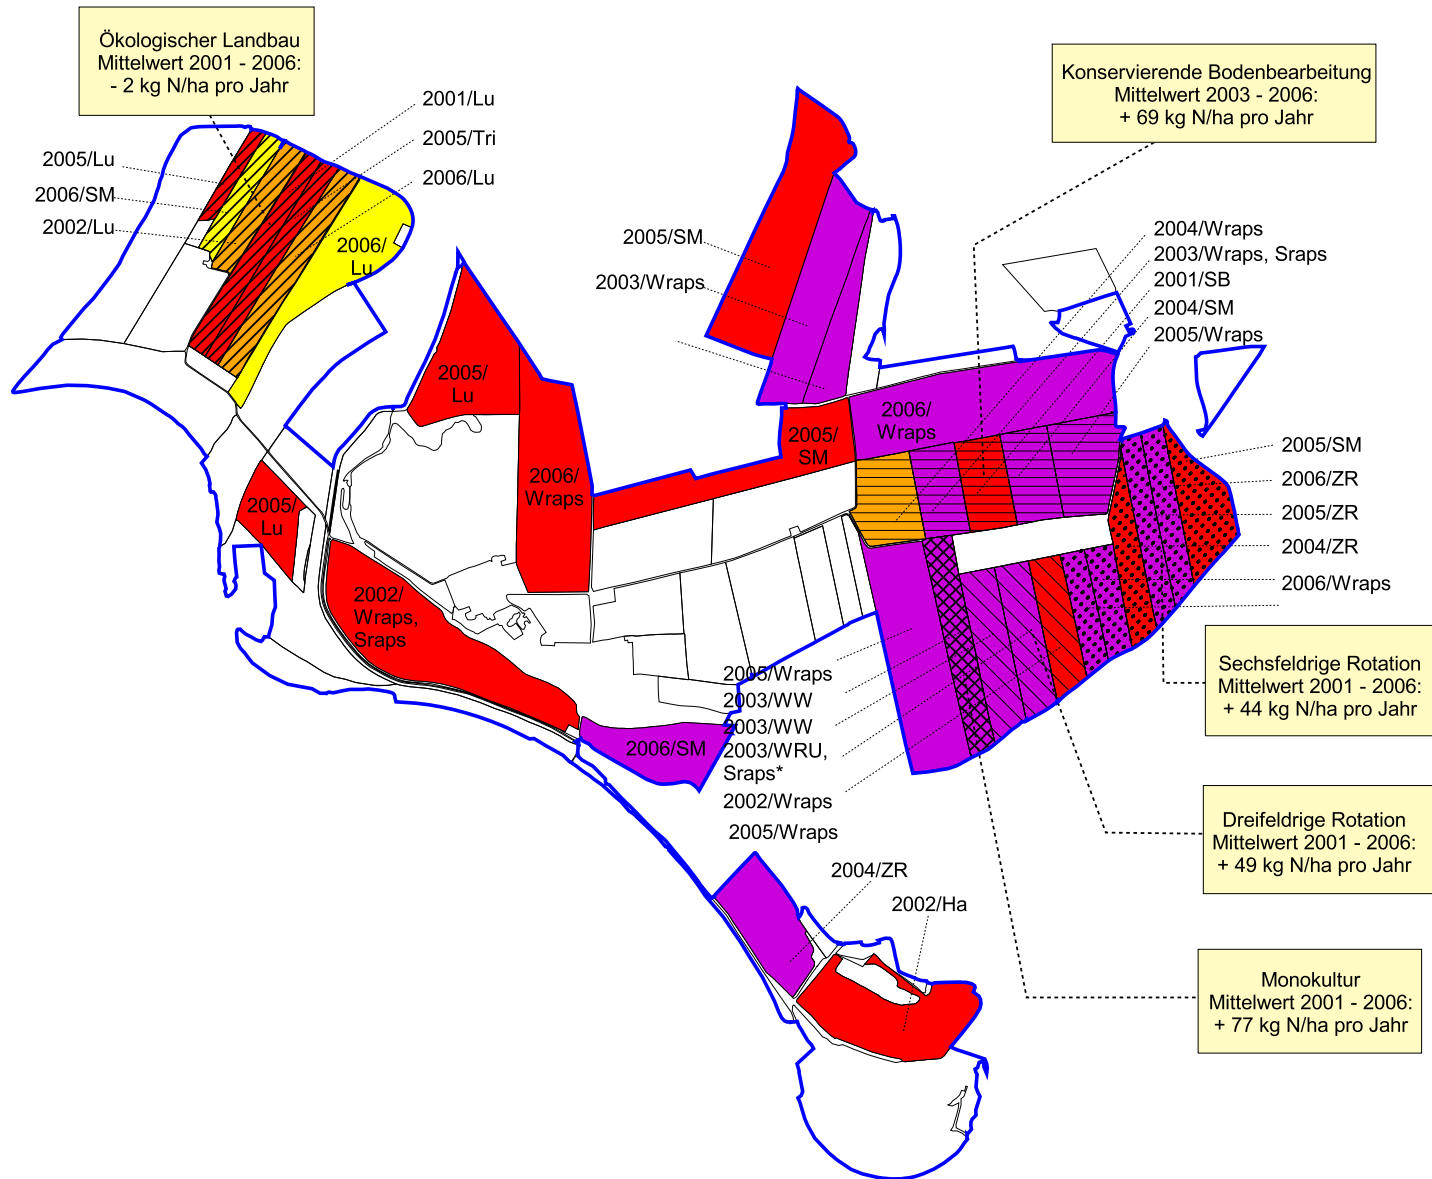 Ökologischer Landbau
Mittelwert 2001 - 2006:
- 2 kg N/ha pro Jahr
Konservierende Bodenbearbeitung
Mittelwert 2003 - 2006:
+ 69 kg N/ha pro Jahr
2001/Lu
2005/Tri
2006/Lu
2005/Lu
2006/SM
2002/Lu
2006/
Lu
2005/SM
2003/Wraps
2004/Wraps
2003/Wraps, Sraps
2001/SB
2004/SM
2005/Wraps
2005/
Lu
2006/
Wraps
2005/
SM
2006/
Wraps
2005/SM
2006/ZR
2005/ZR
2004/ZR
2006/Wraps
2005/
Lu
2002/
Wraps,
Sraps
2006/SM
2005/Wraps
2003/WW
2003/WW
2003/WRU,
Sraps*
2002/Wraps
2005/Wraps
2004/ZR
2002/Ha
Sechsfeldrige Rotation
Mittelwert 2001 - 2006:
+ 44 kg N/ha pro Jahr
Dreifeldrige Rotation
Mittelwert 2001 - 2006:
+ 49 kg N/ha pro Jahr
Monokultur
Mittelwert 2001 - 2006:
+ 77 kg N/ha pro Jahr